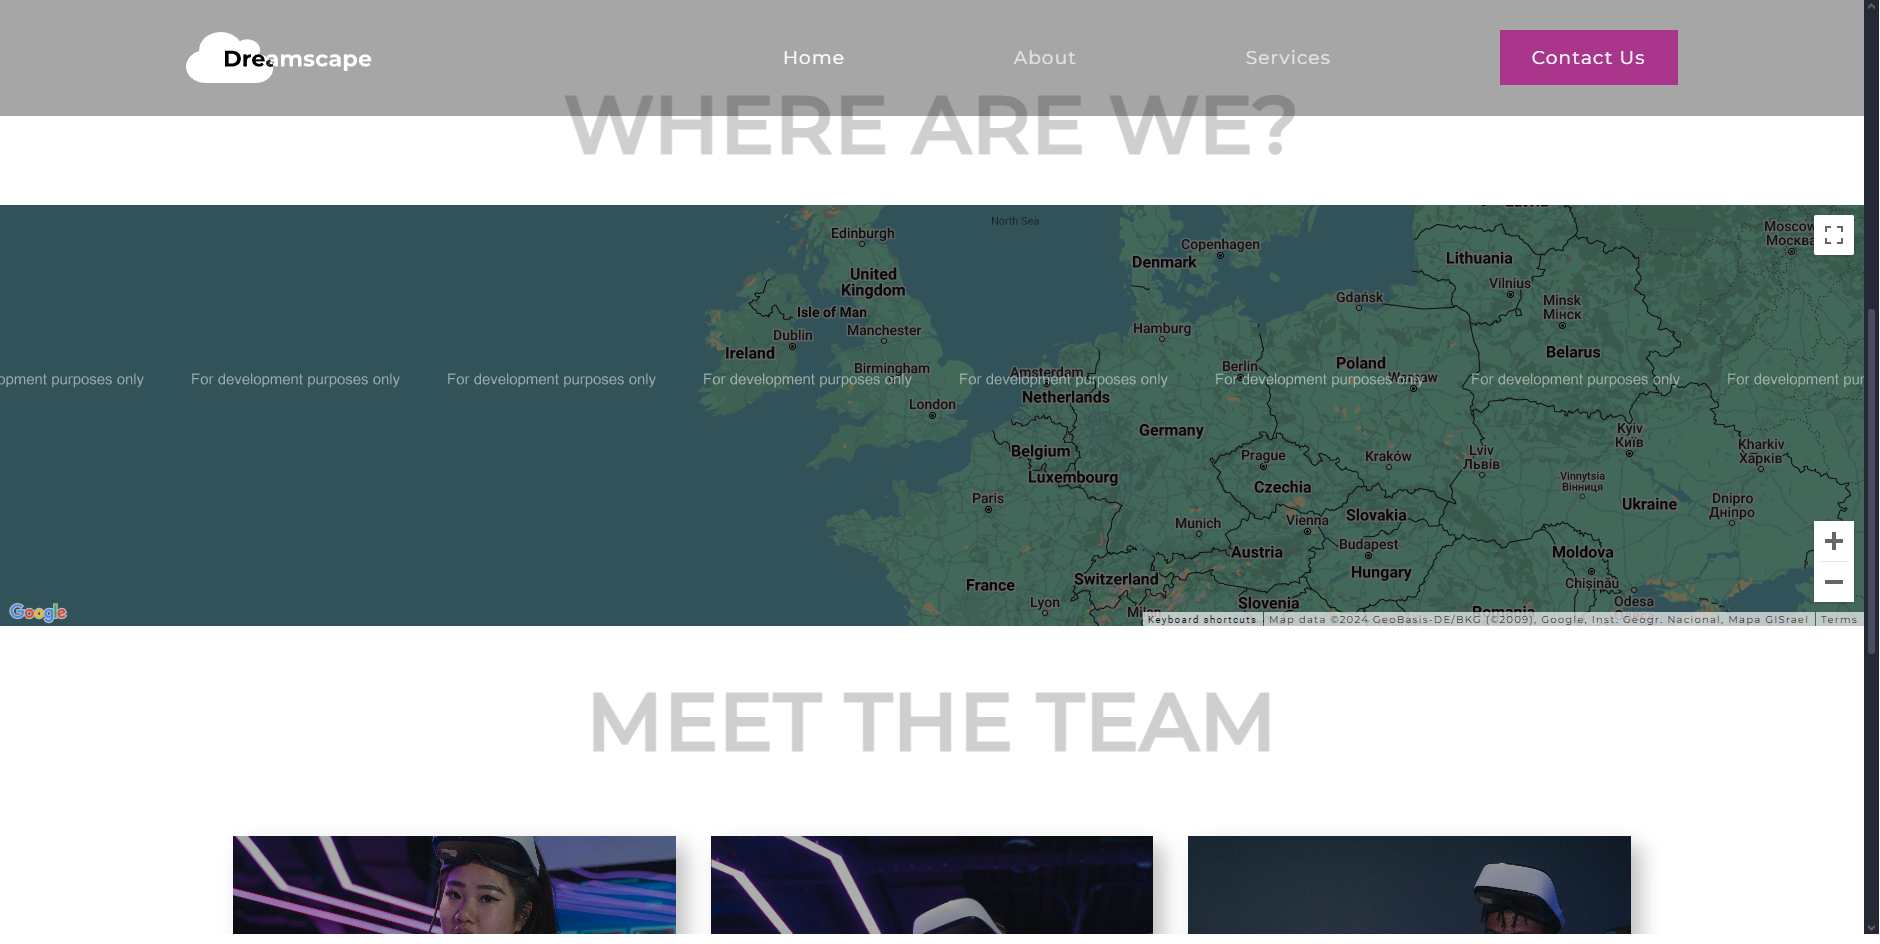 Dreamscape
Home
About
Services
Contact Us
WHERE ARE WE?
North Sea
Edinburgh
Copenhagen
Moscow
Москва
Denmark
Lithuania
United
Kingdom
Vilnius
Gdańsk
Minsk
Мінск
Isle of Man
Dublin
Manchester
Hamburg
Ireland
Belarus
Birmingham
Berlin
Poland
Amsterdam
Warsaw
opment purposes only
For development purposes only
For development purposes only
For development purposes only
For development purposes only
For development purposes only
For development purposes only
For development pur
Netherlands
London
Germany
Kyiv
Київ
Belgium
Prague
Kraków
Lviv
Львів
Kharkiv
Харків
Luxembourg
Czechia
Vinnytsia
Вінниця
Paris
Ukraine
Dnipro
Дніпро
Munich
Vienna
Slovakia
Budapest
Austria
Moldova
Hungary
Switzerland
Chișinău
France
Lyon
Slovenia
Odesa
Milan
Romania
Google
Keyboard shortcuts
Map data ©2024 GeoBasis-DE/BKG (©2009), Google, Inst. Geogr. Nacional, Mapa GISrael
Terms
MEET THE TEAM